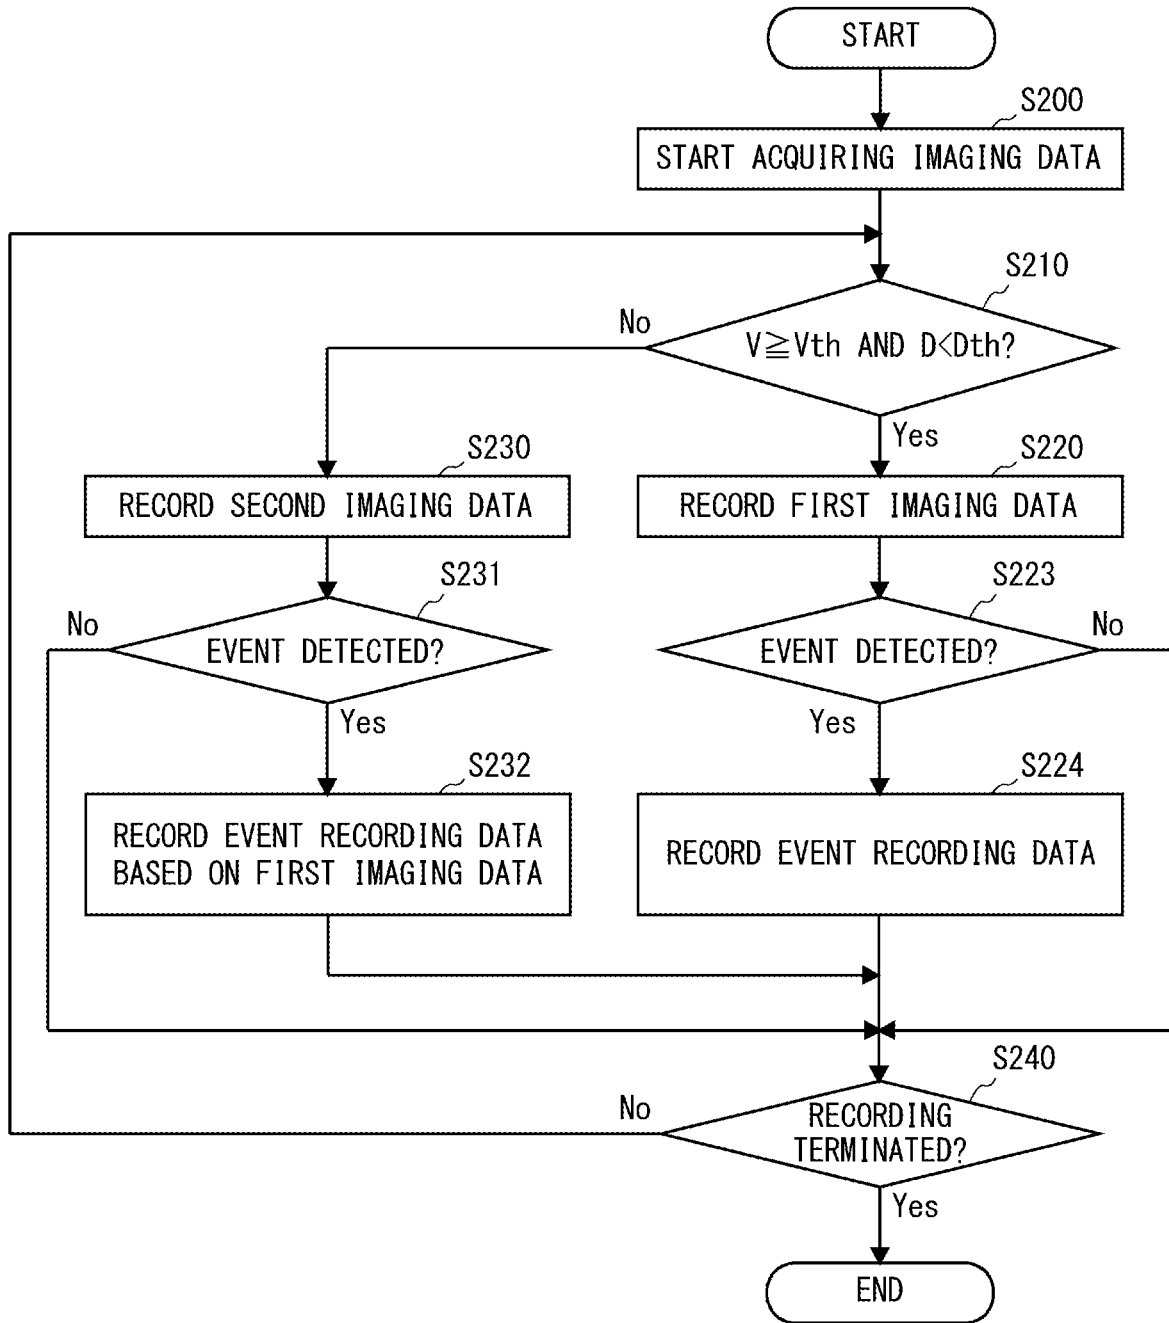 START
S200
START ACQUIRING IMAGING DATA
S210
No
V≧Vth AND D<Dth?
Yes
S230
S220
RECORD SECOND IMAGING DATA
RECORD FIRST IMAGING DATA
S231
S223
No
EVENT DETECTED?
EVENT DETECTED?
No
Yes
Yes
S232
S224
RECORD EVENT RECORDING DATA
BASED ON FIRST IMAGING DATA
RECORD EVENT RECORDING DATA
S240
No
RECORDING
TERMINATED?
Yes
END